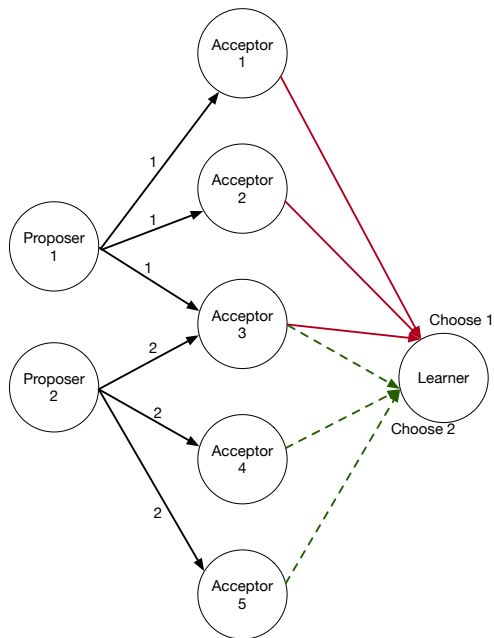 Acceptor
1
1
Acceptor
2
1
Proposer
1
1
Acceptor
3
Choose 1
2
Proposer
2
Learner
2
Choose 2
Acceptor
4
2
Acceptor
5